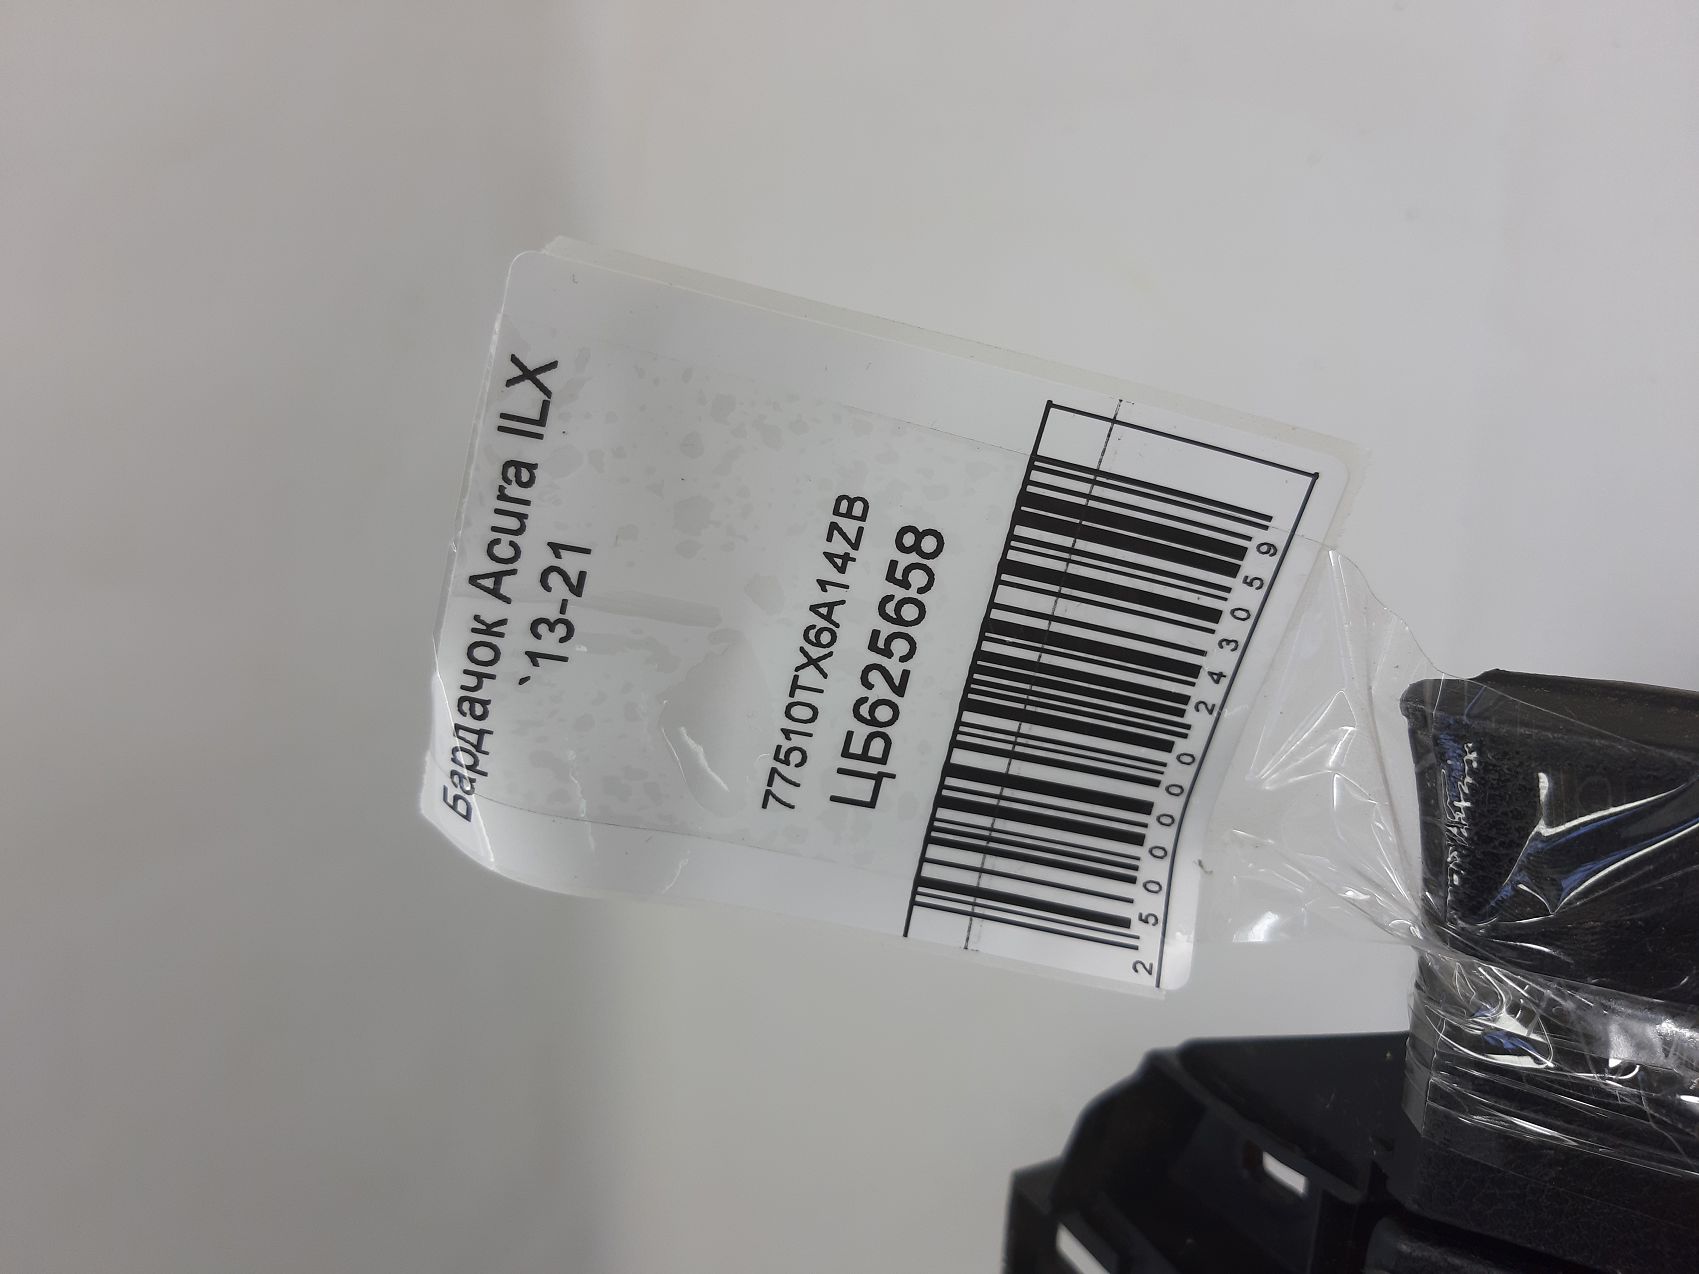 Бардачок Acura ILX
`13-21
77510TX6A14ZB
ЦБ625658
2500000243059